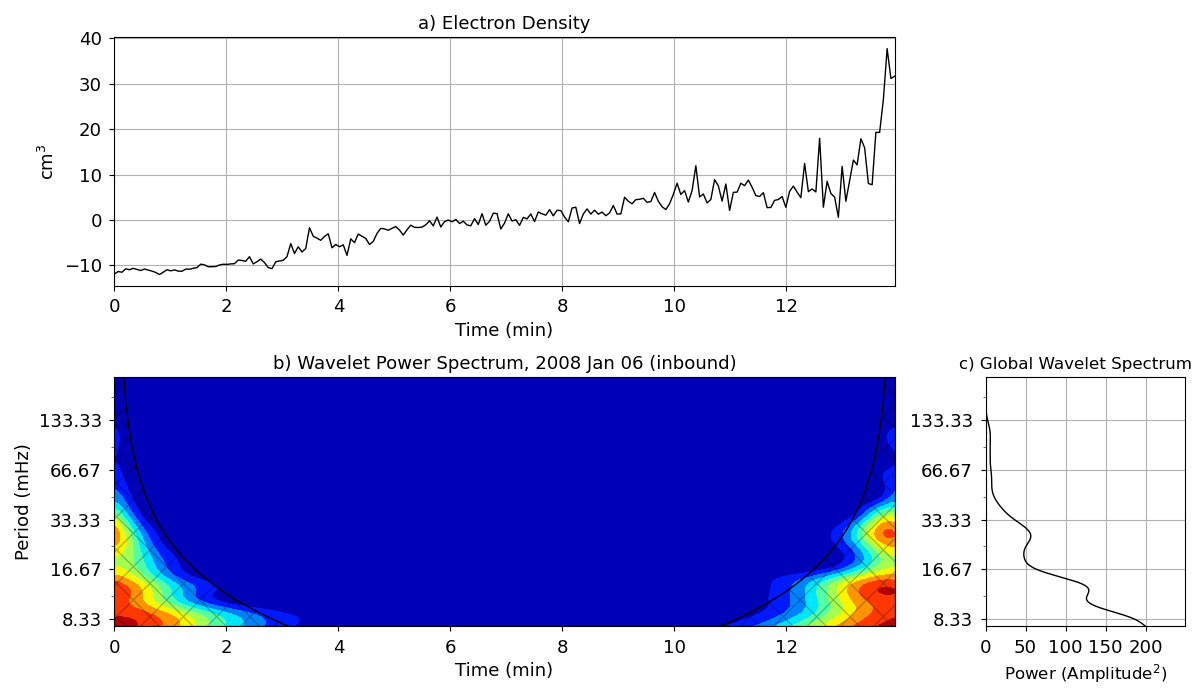 a) Electron Density
40
30
20
10
0
−10
cm³
0 2 4 6 8 10 12
Time (min)
b) Wavelet Power Spectrum, 2008 Jan 06 (inbound)
133.33
66.67
33.33
16.67
8.33
Period (mHz)
0 2 4 6 8 10 12
Time (min)
c) Global Wavelet Spectrum
133.33
66.67
33.33
16.67
8.33
0 50 100 150 200
Power (Amplitude²)